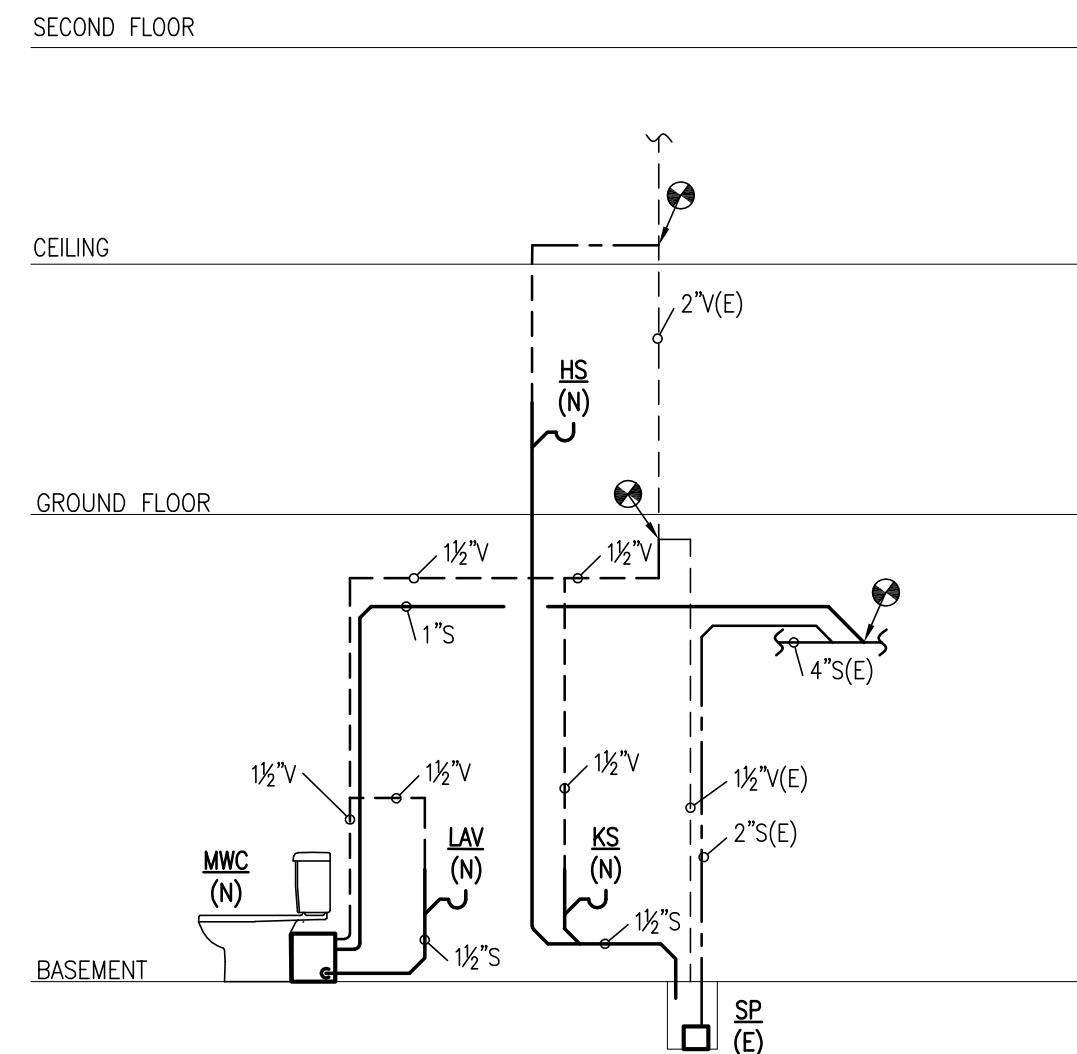 SECOND FLOOR
CEILING
2"V(E)
HS
(N)
GROUND FLOOR
1½"V
1½"V
1"S
4"S(E)
1½"V
1½"V
1½"V
1½"V(E)
2"S(E)
MWC
(N)
LAV
(N)
KS
(N)
1½"S
1½"S
BASEMENT
SP
(E)